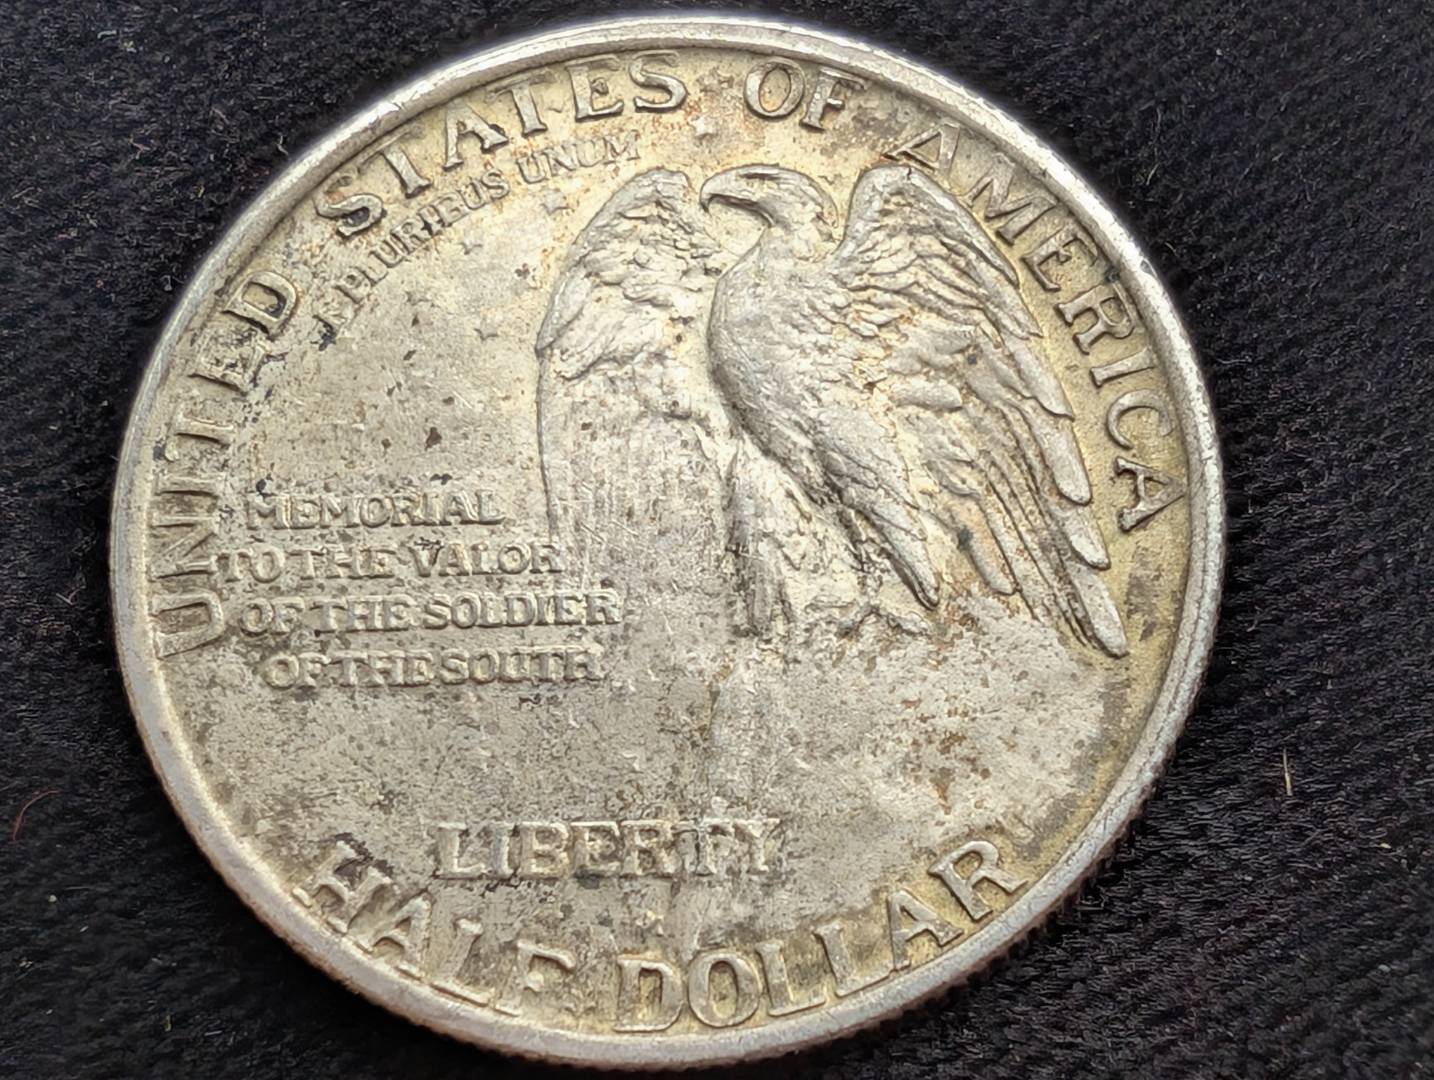 UNITED STATES OF AMERICA
E PLURIBUS UNUM
MEMORIAL
TO THE VALOR
OF THE SOLDIER
OF THE SOUTH
LIBERTY
HALF DOLLAR